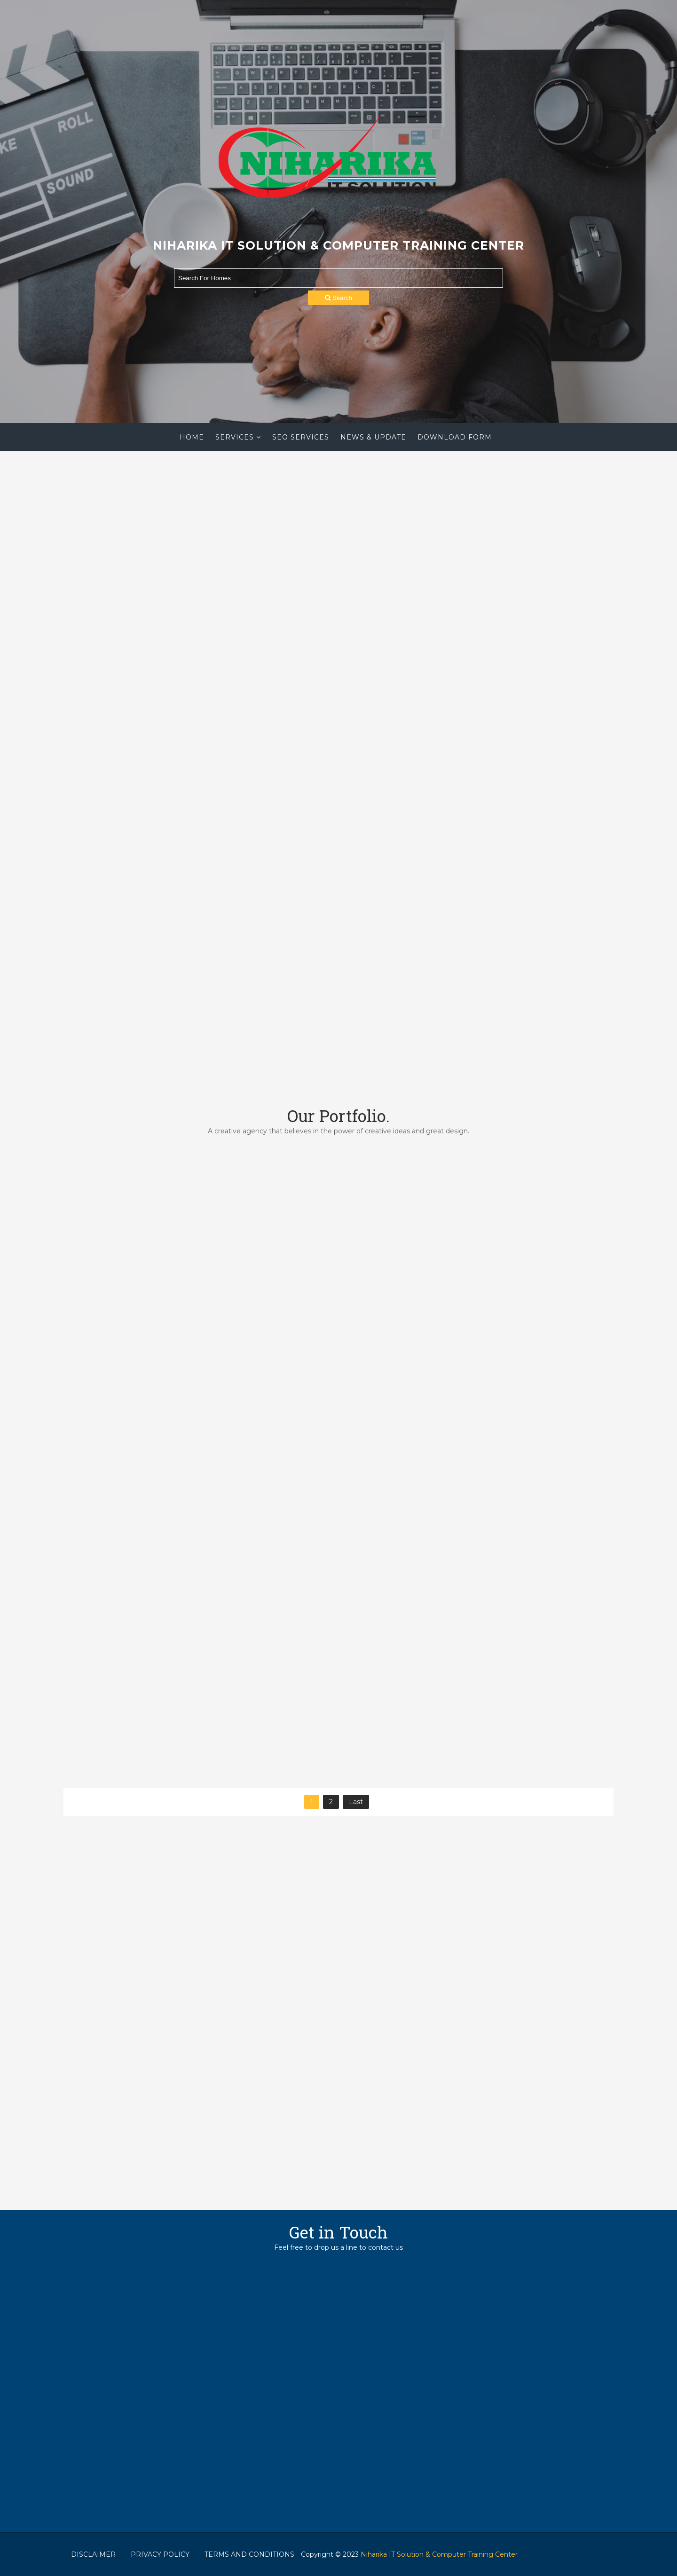 ROLL
SOUND
NIHARIKA
IT SOLUTION
NIHARIKA IT SOLUTION & COMPUTER TRAINING CENTER
Search For Homes
Search
HOME SERVICES SEO SERVICES NEWS & UPDATE DOWNLOAD FORM
Our Portfolio.
A creative agency that believes in the power of creative ideas and great design.
1 2 Last
Get in Touch
Feel free to drop us a line to contact us
DISCLAIMER PRIVACY POLICY TERMS AND CONDITIONS Copyright © 2023 Niharika IT Solution & Computer Training Center